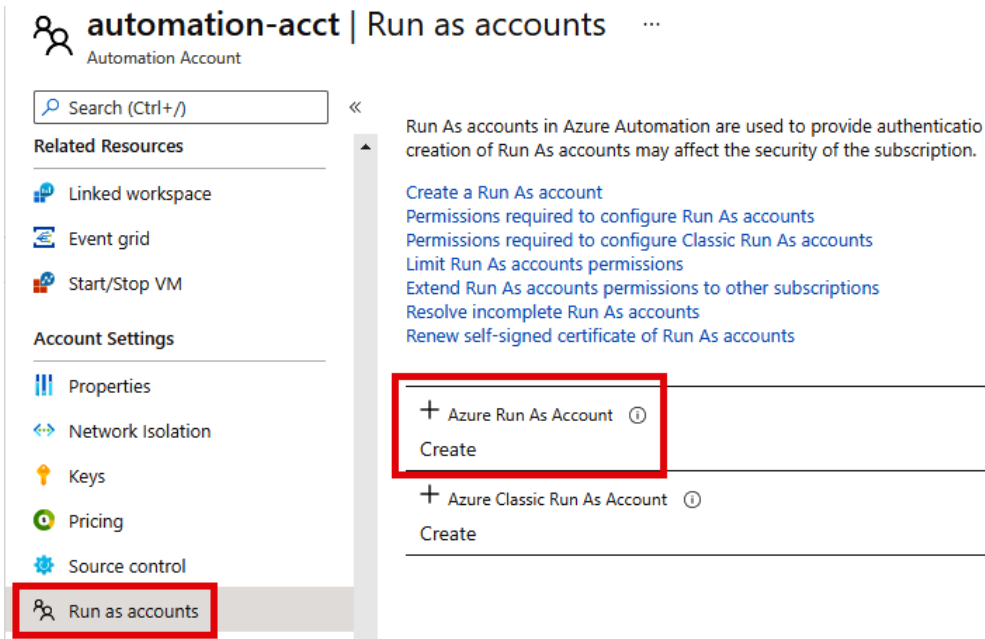 automation-acct | Run as accounts ...
Automation Account
Search (Ctrl+/)
«
Related Resources
Linked workspace
Event grid
Start/Stop VM
Account Settings
Properties
Network Isolation
Keys
Pricing
Source control
Run as accounts
Run As accounts in Azure Automation are used to provide authenticatio
creation of Run As accounts may affect the security of the subscription.
Create a Run As account
Permissions required to configure Run As accounts
Permissions required to configure Classic Run As accounts
Limit Run As accounts permissions
Extend Run As accounts permissions to other subscriptions
Resolve incomplete Run As accounts
Renew self-signed certificate of Run As accounts
+ Azure Run As Account
Create
+ Azure Classic Run As Account
Create